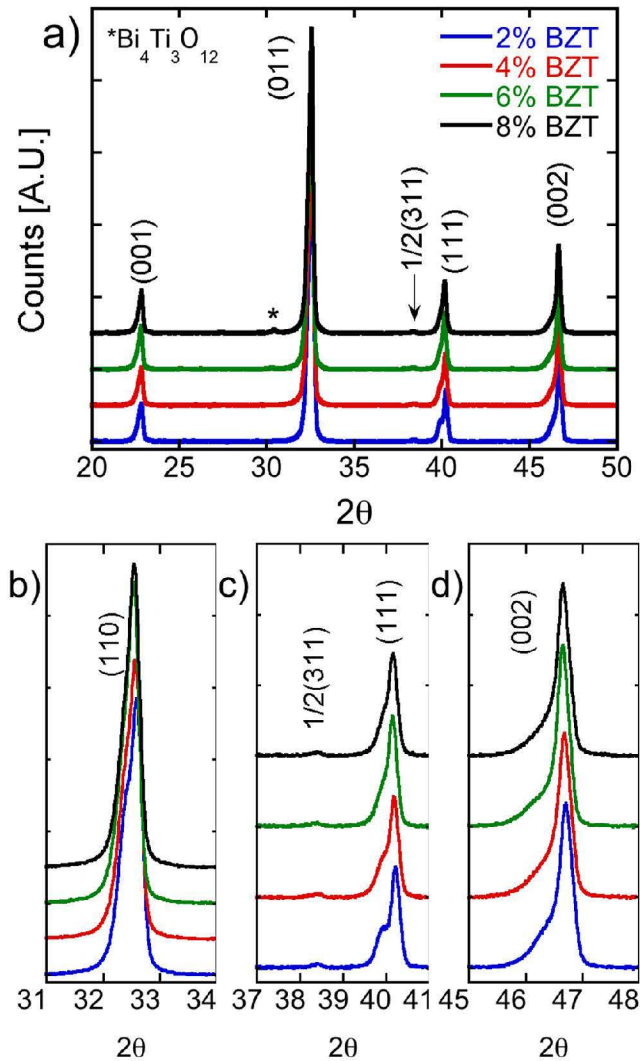 a)
*Bi4Ti3O12
2% BZT
4% BZT
6% BZT
8% BZT
(001)
*
(011)
1/2(311)
(111)
(002)
Counts [A.U.]
20 25 30 35 40 45 50
2θ
b)
(110)
31 32 33 34
2θ
c)
1/2(311)
(111)
37 38 39 40 41
2θ
d)
(002)
45 46 47 48
2θ